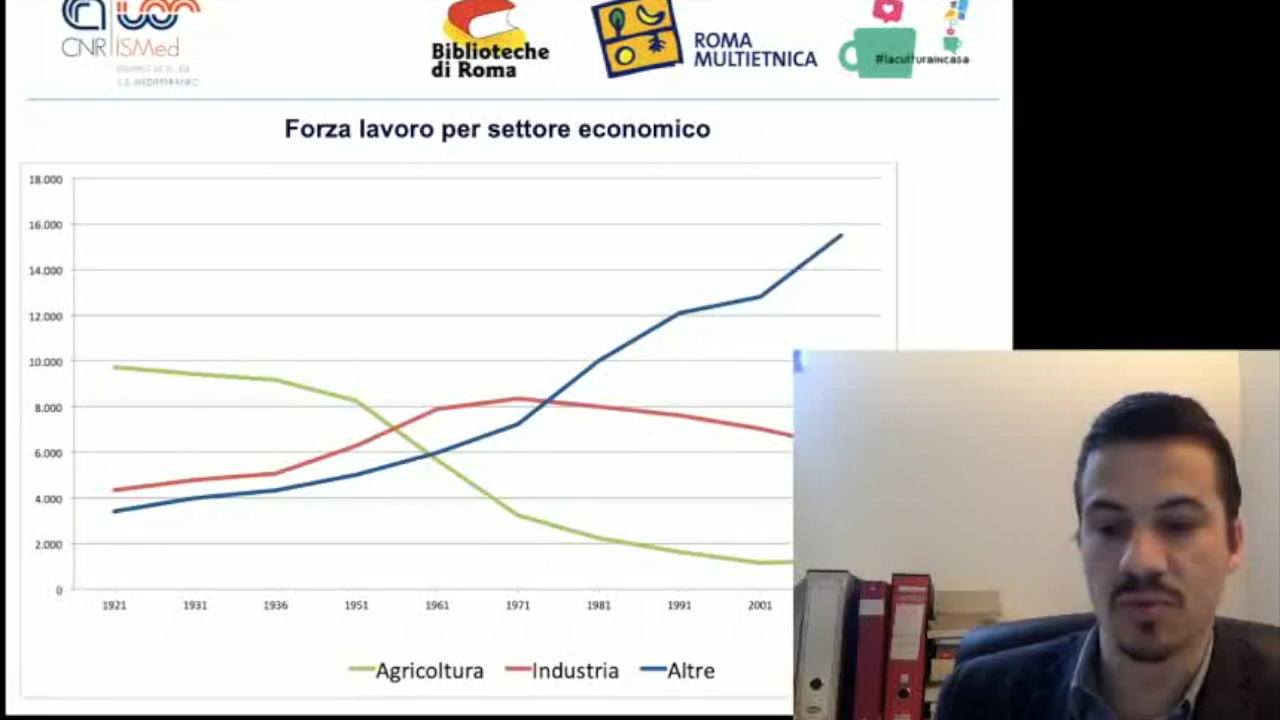 CNR ISMed
Biblioteche
di Roma
ROMA
MULTIETNICA
#laculturaincasa
Forza lavoro per settore economico
18.000
16.000
14.000
12.000
10.000
8.000
6.000
4.000
2.000
0
1921 1931 1936 1951 1961 1971 1981 1991 2001
Agricoltura Industria Altre